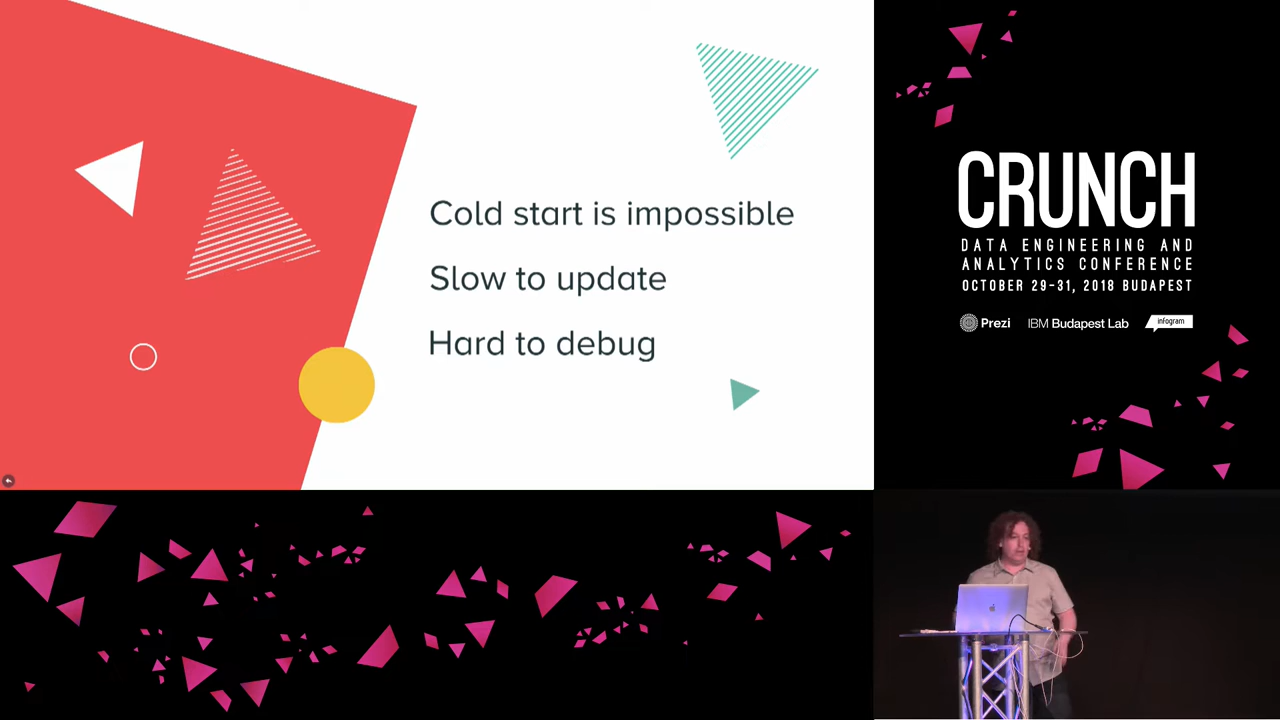 Cold start is impossible
Slow to update
Hard to debug
CRUNCH
DATA ENGINEERING AND
ANALYTICS CONFERENCE
OCTOBER 29-31, 2018 BUDAPEST
Prezi IBM Budapest Lab infogram